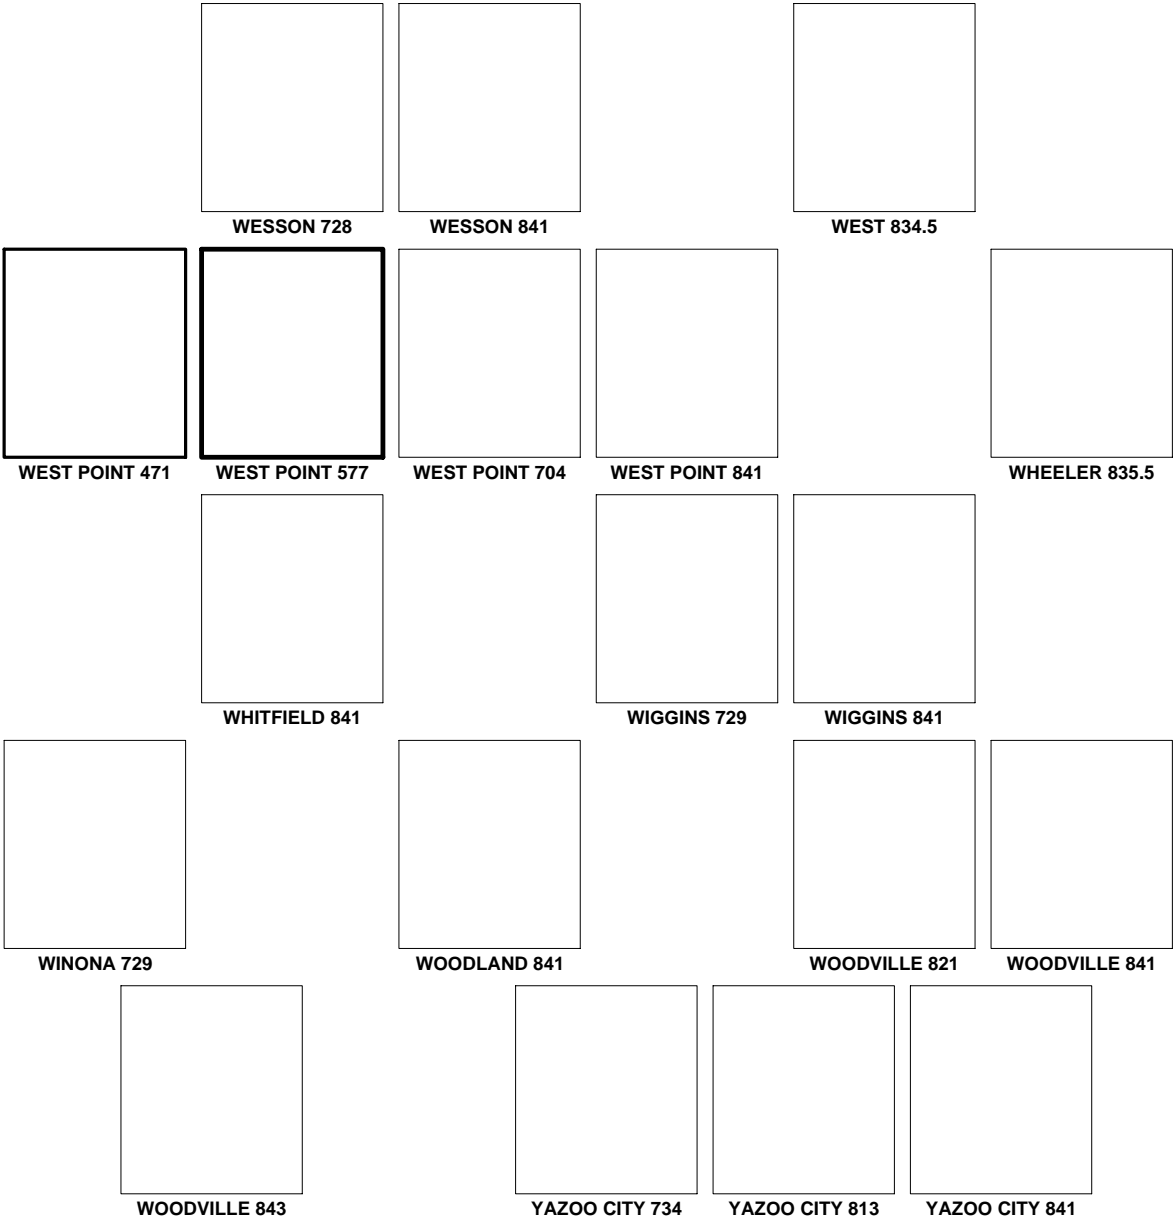 WESSON 728
WESSON 841
WEST 834.5
WEST POINT 471
WEST POINT 577
WEST POINT 704
WEST POINT 841
WHEELER 835.5
WHITFIELD 841
WIGGINS 729
WIGGINS 841
WINONA 729
WOODLAND 841
WOODVILLE 821
WOODVILLE 841
WOODVILLE 843
YAZOO CITY 734
YAZOO CITY 813
YAZOO CITY 841